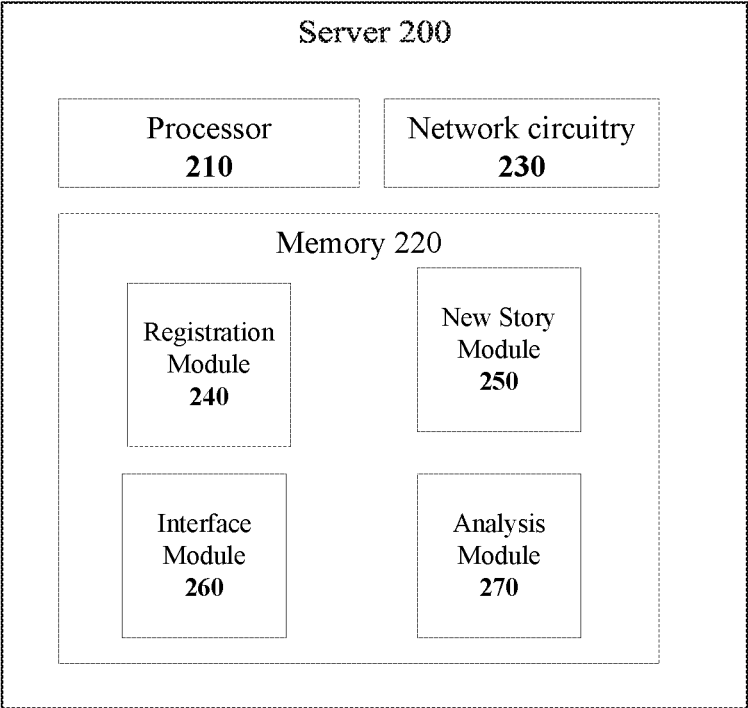 Server 200
Processor
210
Network circuitry
230
Memory 220
Registration
Module
240
New Story
Module
250
Interface
Module
260
Analysis
Module
270